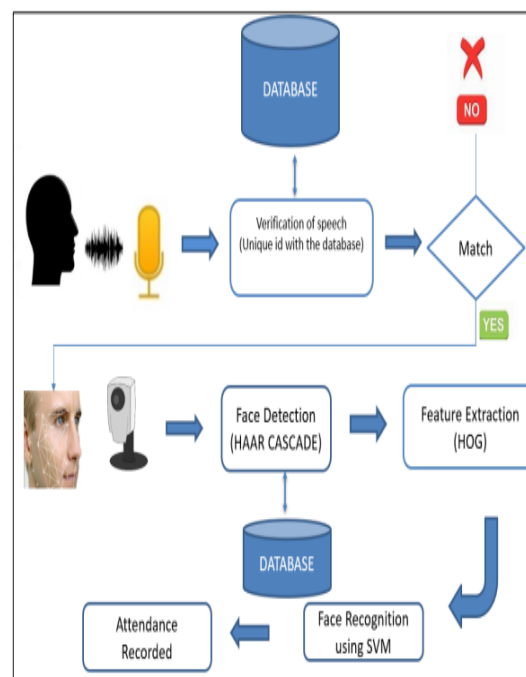 DATABASE
NO
Verification of speech
(Unique id with the database)
Match
YES
Face Detection
(HAAR CASCADE)
Feature Extraction
(HOG)
DATABASE
Attendance
Recorded
Face Recognition
using SVM